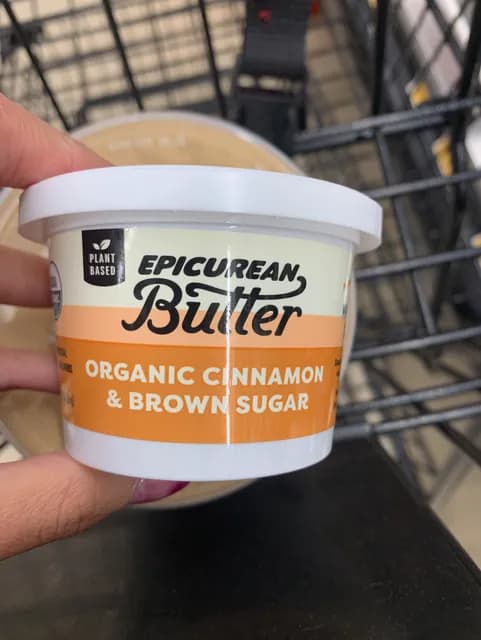 PLANT
BASED
EPICUREAN
Butter
ORGANIC CINNAMON
& BROWN SUGAR